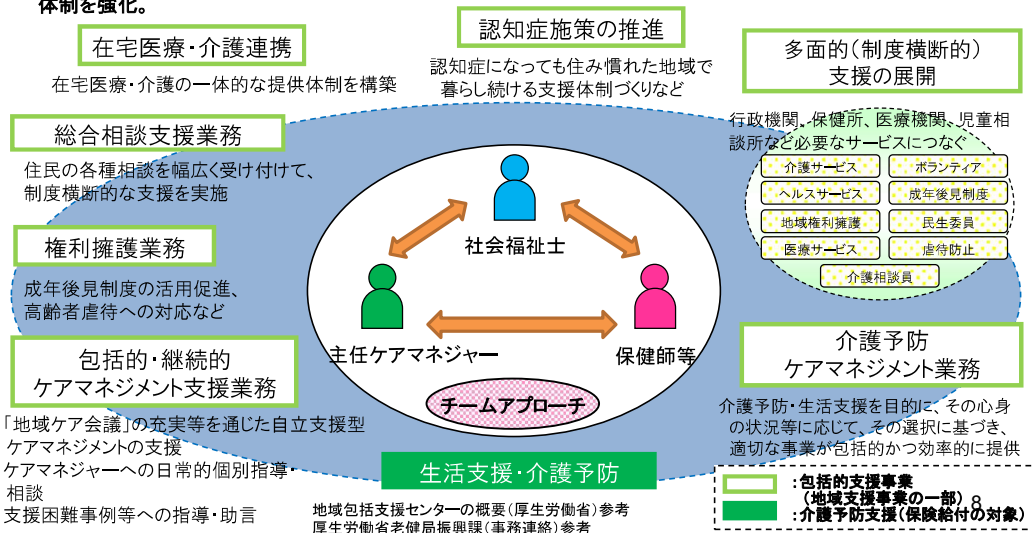 体制を強化。
在宅医療・介護連携
在宅医療・介護の一体的な提供体制を構築
認知症施策の推進
認知症になっても住み慣れた地域で
暮らし続ける支援体制づくりなど
多面的(制度横断的)
支援の展開
行政機関、保健所、医療機関、児童相
談所など必要なサービスにつなぐ
介護サービス
ボランティア
ヘルスサービス
成年後見制度
地域権利擁護
民生委員
医療サービス
虐待防止
介護相談員
総合相談支援業務
住民の各種相談を幅広く受け付けて、
制度横断的な支援を実施
権利擁護業務
成年後見制度の活用促進、
高齢者虐待への対応など
社会福祉士
主任ケアマネジャー
保健師等
チームアプローチ
包括的・継続的
ケアマネジメント支援業務
「地域ケア会議」の充実等を通じた自立支援型
ケアマネジメントの支援
ケアマネジャーへの日常的個別指導・
相談
支援困難事例等への指導・助言
介護予防
ケアマネジメント業務
介護予防・生活支援を目的に、その心身
の状況等に応じて、その選択に基づき、
適切な事業が包括的かつ効率的に提供
生活支援・介護予防
地域包括支援センターの概要(厚生労働省)参考
厚生労働省老健局振興課(事務連絡)参考
:包括的支援事業
(地域支援事業の一部)
8
:介護予防支援(保険給付の対象)